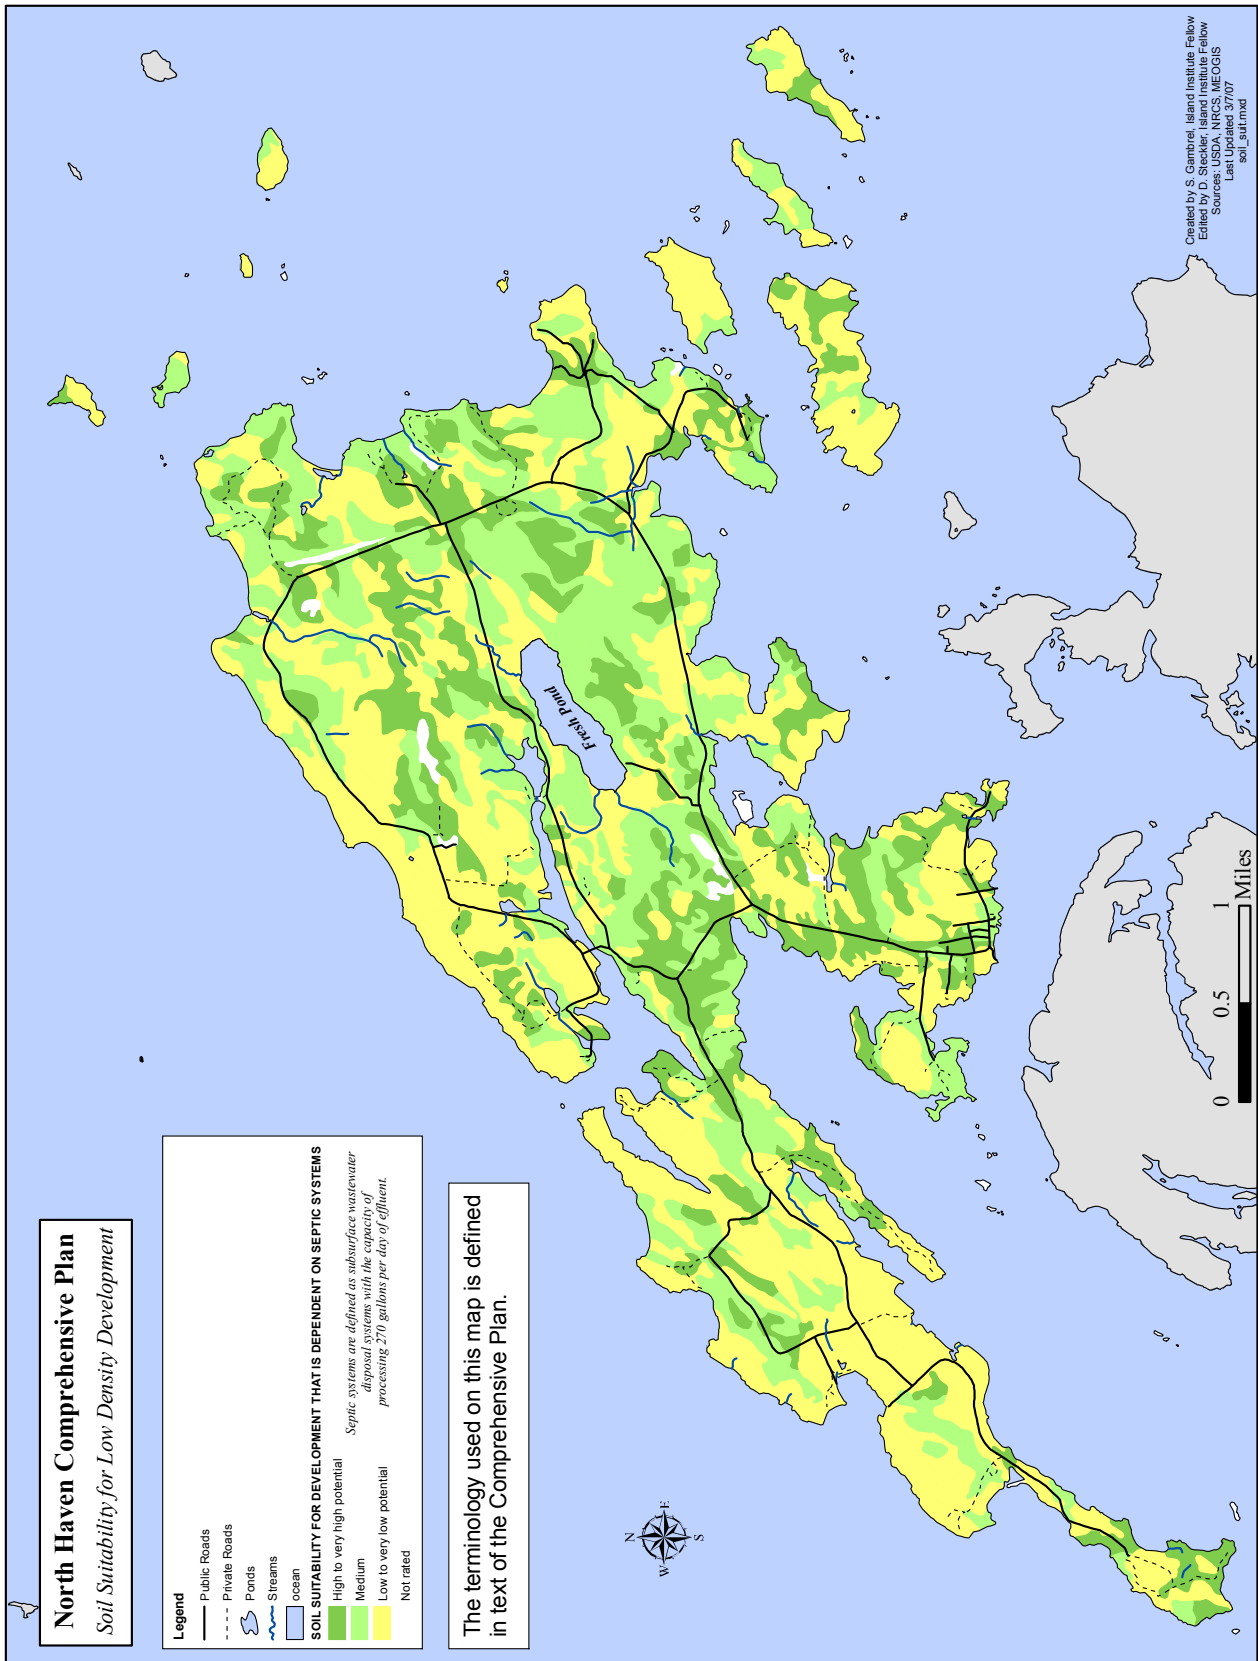 North Haven Comprehensive Plan
Soil Suitability for Low Density Development
Legend
Public Roads
Private Roads
Ponds
Streams
ocean
SOIL SUITABILITY FOR DEVELOPMENT THAT IS DEPENDENT ON SEPTIC SYSTEMS
High to very high potential
Medium
Low to very low potential
Not rated
Septic systems are defined as subsurface wastewater
disposal systems with the capacity of
processing 270 gallons per day of effluent.
The terminology used on this map is defined
in text of the Comprehensive Plan.
N
W
E
S
Fresh Pond
0
0.5
1
Miles
Created by S. Gambrel, Island Institute Fellow
Edited by D. Steckler, Island Institute Fellow
Sources: USDA, NRCS, MEOGIS
Last Updated 3/7/07
soil_suit.mxd